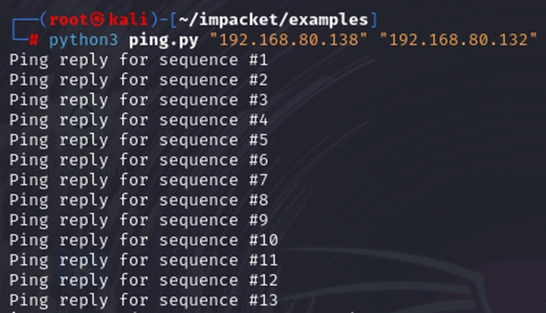 ┌──(root㉿kali)-[~/impacket/examples]
└─# python3 ping.py "192.168.80.138" "192.168.80.132"
Ping reply for sequence #1
Ping reply for sequence #2
Ping reply for sequence #3
Ping reply for sequence #4
Ping reply for sequence #5
Ping reply for sequence #6
Ping reply for sequence #7
Ping reply for sequence #8
Ping reply for sequence #9
Ping reply for sequence #10
Ping reply for sequence #11
Ping reply for sequence #12
Ping reply for sequence #13